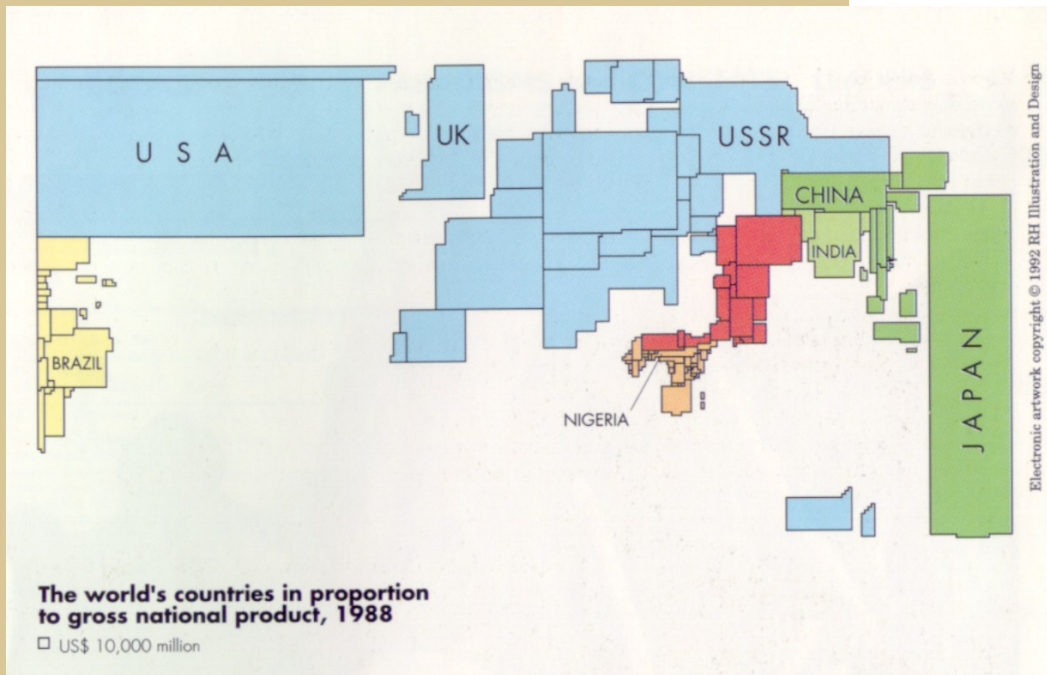 U S A
UK
USSR
CHINA
INDIA
BRAZIL
NIGERIA
JAPAN
Electronic artwork copyright © 1992 RH Illustration and Design
The world's countries in proportion
to gross national product, 1988
US$ 10,000 million